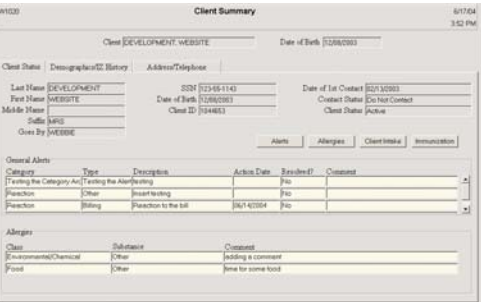 W1020 Client Summary 6/17/04
3:52 PM
Client DEVELOPMENT, WEBSITE Date of Birth 12/08/2003
Client Status Demographics/IZ History Address/Telephone
Last Name DEVELOPMENT SSN 123-55-1143 Date of 1st Contact 02/13/2003
First Name WEBSITE Date of Birth 12/08/2003 Contact Status Do Not Contact
Middle Name Client ID 1044653 Client Status Active
Suffix MRS
Goes By WEBBIE
Alerts Allergies Client Intake Immunization
General Alerts
Category Type Description Action Date Resolved? Comment
Testing the Category An Testing the Alert testing No
Reaction Other Insert testing No
Reaction Billing Reaction to the bill 06/14/2004 No
Allergies
Class Substance Comment
Environmental/Chemical Other adding a comment
Food Other time for some food